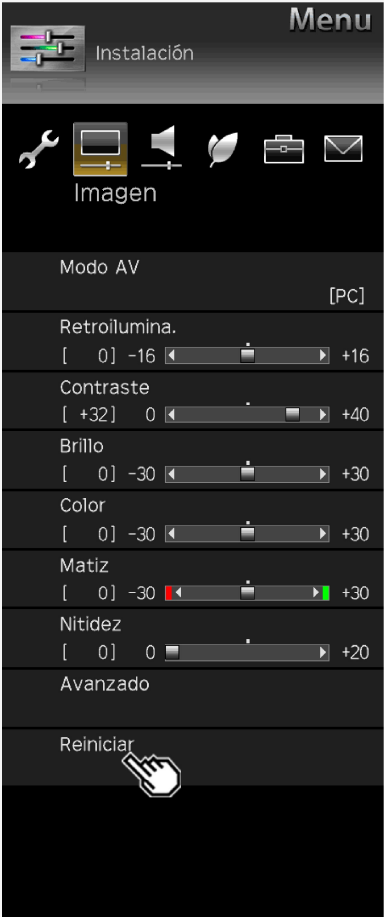 Menu
Instalación
Imagen
Modo AV
[PC]
Retroilumina.
[ 0] -16 +16
Contraste
[ +32] 0 +40
Brillo
[ 0] -30 +30
Color
[ 0] -30 +30
Matiz
[ 0] -30 +30
Nitidez
[ 0] 0 +20
Avanzado
Reiniciar